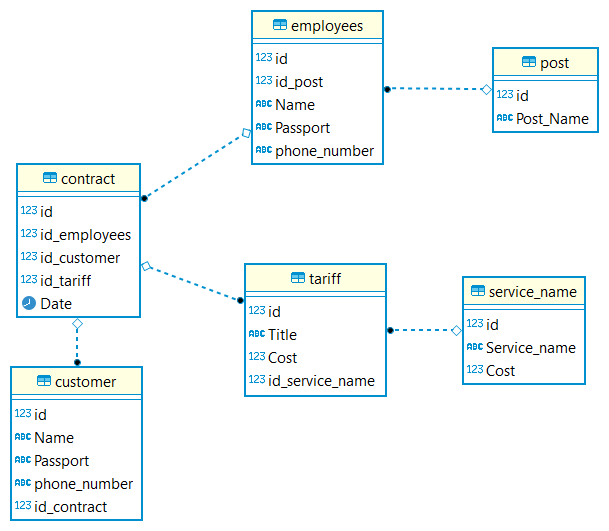 employees
123 id
123 id_post
ABC Name
ABC Passport
ABC phone_number
post
123 id
ABC Post_Name
contract
123 id
123 id_employees
123 id_customer
123 id_tariff
Date
tariff
123 id
ABC Title
123 Cost
123 id_service_name
service_name
123 id
ABC Service_name
123 Cost
customer
123 id
ABC Name
ABC Passport
ABC phone_number
123 id_contract